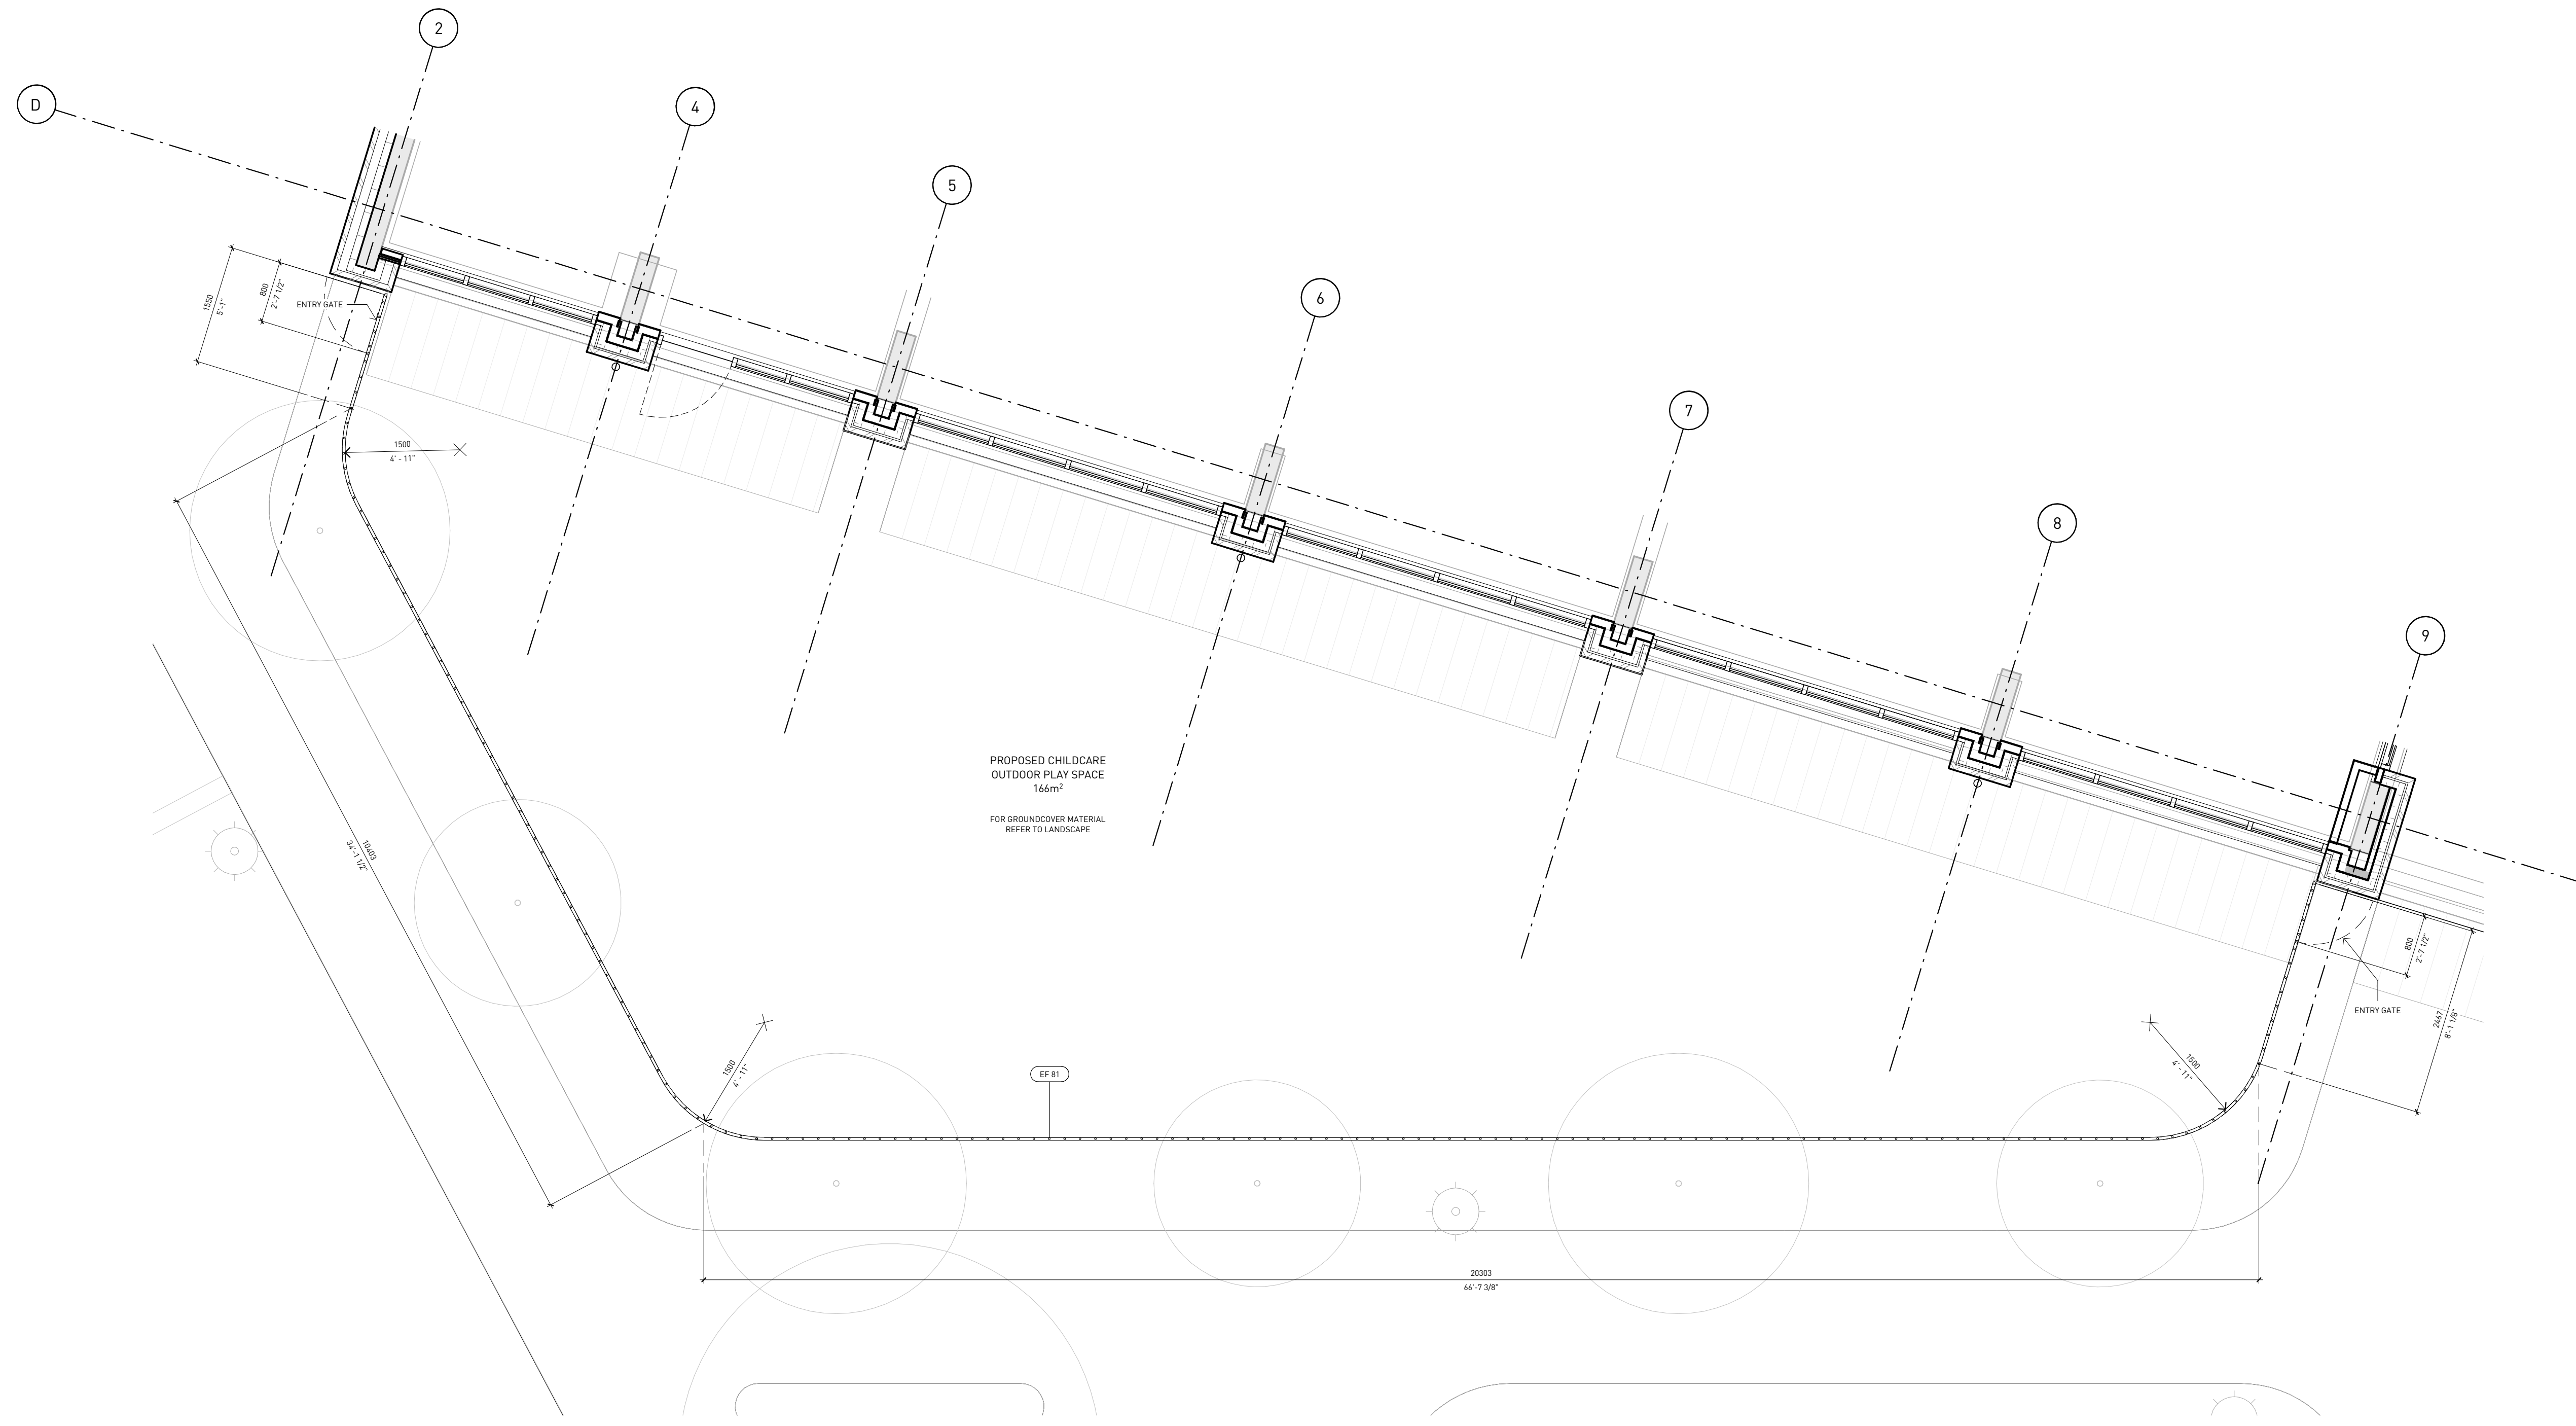 2
D
4
5
6
7
8
9
1550
5'-1"
800
2'-7 1/2"
ENTRY GATE
1500
4' - 11"
PROPOSED CHILDCARE
OUTDOOR PLAY SPACE
166m²
FOR GROUNDCOVER MATERIAL
REFER TO LANDSCAPE
10403
34'-1 1/2"
800
2'-7 1/2"
ENTRY GATE
2467
8'-1 1/8"
1500
4' - 11"
1500
4' - 11"
EF 81
20303
66'-7 3/8"